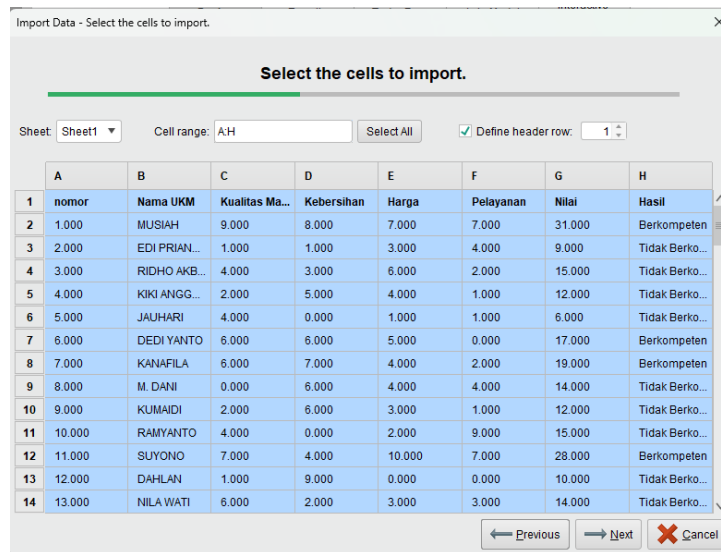 Import Data - Select the cells to import.
Select the cells to import.
Sheet: Sheet1 Cell range: A:H Select All Define header row: 1
A B C D E F G H
1 nomor Nama UKM Kualitas Ma... Kebersihan Harga Pelayanan Nilai Hasil
2 1.000 MUSIAH 9.000 8.000 7.000 7.000 31.000 Berkompeten
3 2.000 EDI PRIAN... 1.000 1.000 3.000 4.000 9.000 Tidak Berko...
4 3.000 RIDHO AKB... 4.000 3.000 6.000 2.000 15.000 Tidak Berko...
5 4.000 KIKI ANGG... 2.000 5.000 4.000 1.000 12.000 Tidak Berko...
6 5.000 JAUHARI 4.000 0.000 1.000 1.000 6.000 Tidak Berko...
7 6.000 DEDI YANTO 6.000 6.000 5.000 0.000 17.000 Berkompeten
8 7.000 KANAFILA 6.000 7.000 4.000 2.000 19.000 Berkompeten
9 8.000 M. DANI 0.000 6.000 4.000 4.000 14.000 Tidak Berko...
10 9.000 KUMAIDI 2.000 6.000 3.000 1.000 12.000 Tidak Berko...
11 10.000 RAMYANTO 4.000 0.000 2.000 9.000 15.000 Tidak Berko...
12 11.000 SUYONO 7.000 4.000 10.000 7.000 28.000 Berkompeten
13 12.000 DAHLAN 1.000 9.000 0.000 0.000 10.000 Tidak Berko...
14 13.000 NILA WATI 6.000 2.000 3.000 3.000 14.000 Tidak Berko...
Previous Next Cancel